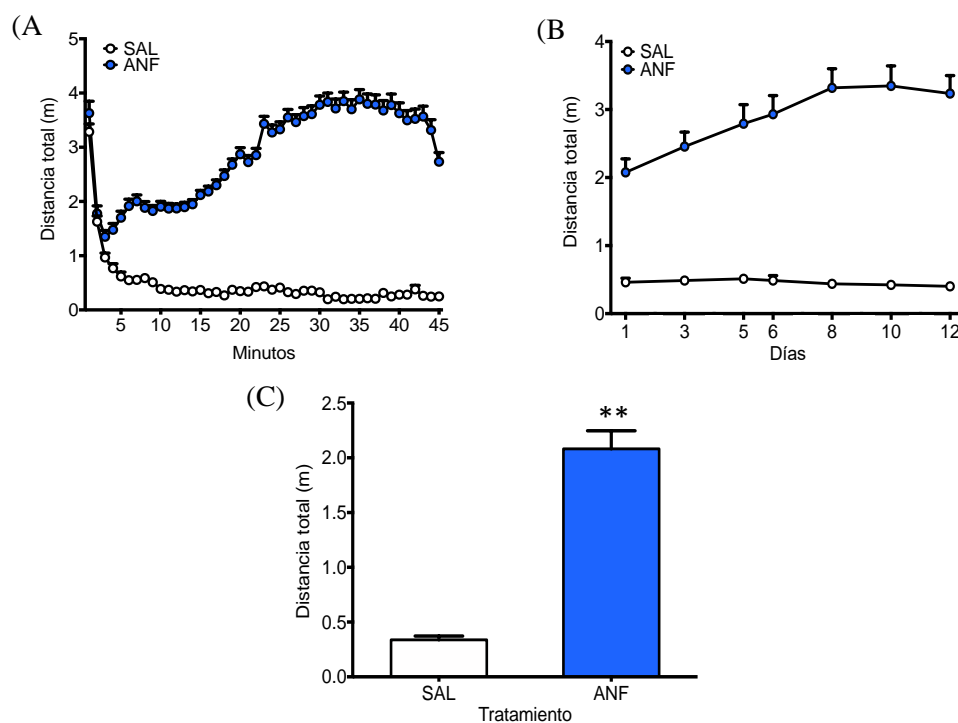 (A
SAL
ANF
Distancia total (m)
5
4
3
2
1
0
5 10 15 20 25 30 35 40 45
Minutos
(B)
SAL
ANF
Distancia total (m)
4
3
2
1
0
1 3 5 6 8 10 12
Días
(C)
Distancia total (m)
2.5
2.0
1.5
1.0
0.5
0.0
**
SAL ANF
Tratamiento